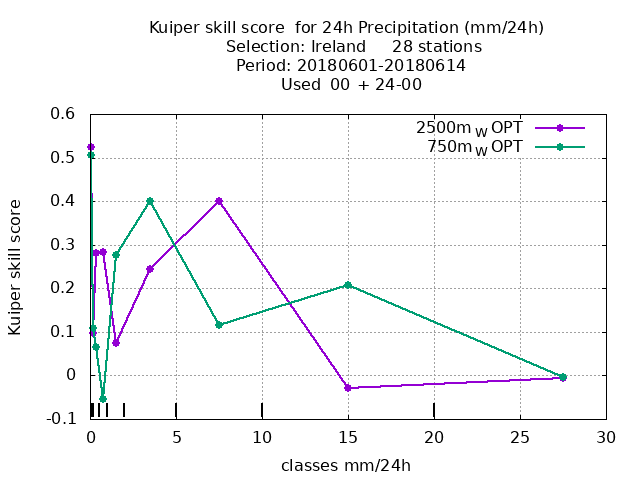 Kuiper skill score  for 24h Precipitation (mm/24h)
Selection: Ireland     28 stations
Period: 20180601-20180614
Used  00 + 24-00
2500m W OPT
750m W OPT
Kuiper skill score
0.6
0.5
0.4
0.3
0.2
0.1
0
-0.1
0 5 10 15 20 25 30
classes mm/24h